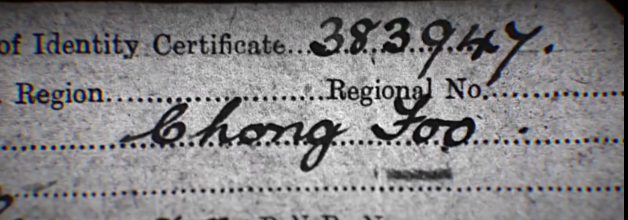 of Identity Certificate...383947.
Region......................Regional No.................
Chong Foo